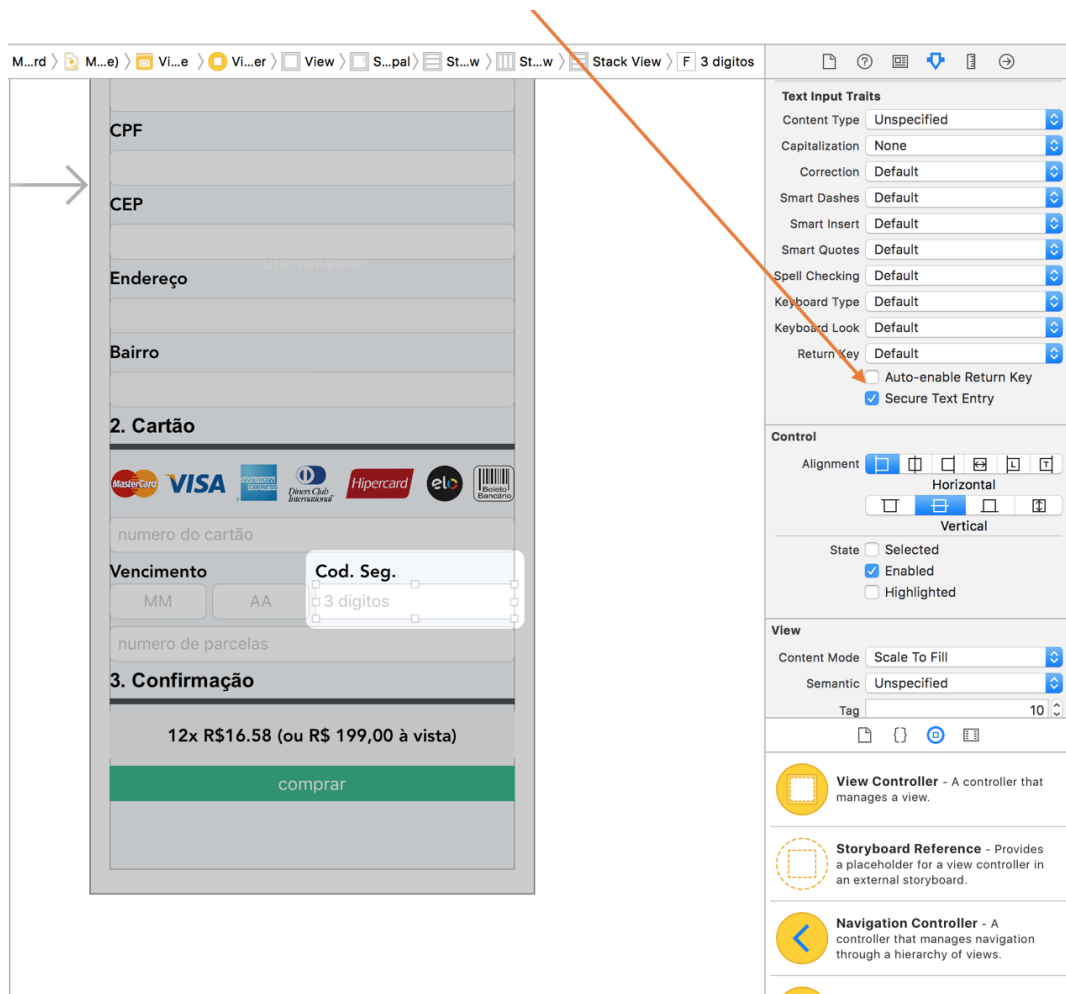 M...rd 〉 M...e) 〉 Vi...e 〉 Vi...er 〉 View 〉 S...pal 〉 St...w 〉 St...w 〉 Stack View 〉 F 3 digitos
CPF
CEP
UIScrollView
Endereço
Bairro
2. Cartão
MasterCard VISA AMERICAN EXPRESS Diners Club International Hipercard elo Boleto Bancário
numero do cartão
Vencimento Cod. Seg.
MM AA 3 digitos
numero de parcelas
3. Confirmação
12x R$16.58 (ou R$ 199,00 à vista)
comprar
Text Input Traits
Content Type Unspecified
Capitalization None
Correction Default
Smart Dashes Default
Smart Insert Default
Smart Quotes Default
Spell Checking Default
Keyboard Type Default
Keyboard Look Default
Return Key Default
Auto-enable Return Key
Secure Text Entry
Control
Alignment
Horizontal
Vertical
State Selected
Enabled
Highlighted
View
Content Mode Scale To Fill
Semantic Unspecified
Tag 10
{}
View Controller - A controller that
manages a view.
Storyboard Reference - Provides
a placeholder for a view controller in
an external storyboard.
Navigation Controller - A
controller that manages navigation
through a hierarchy of views.